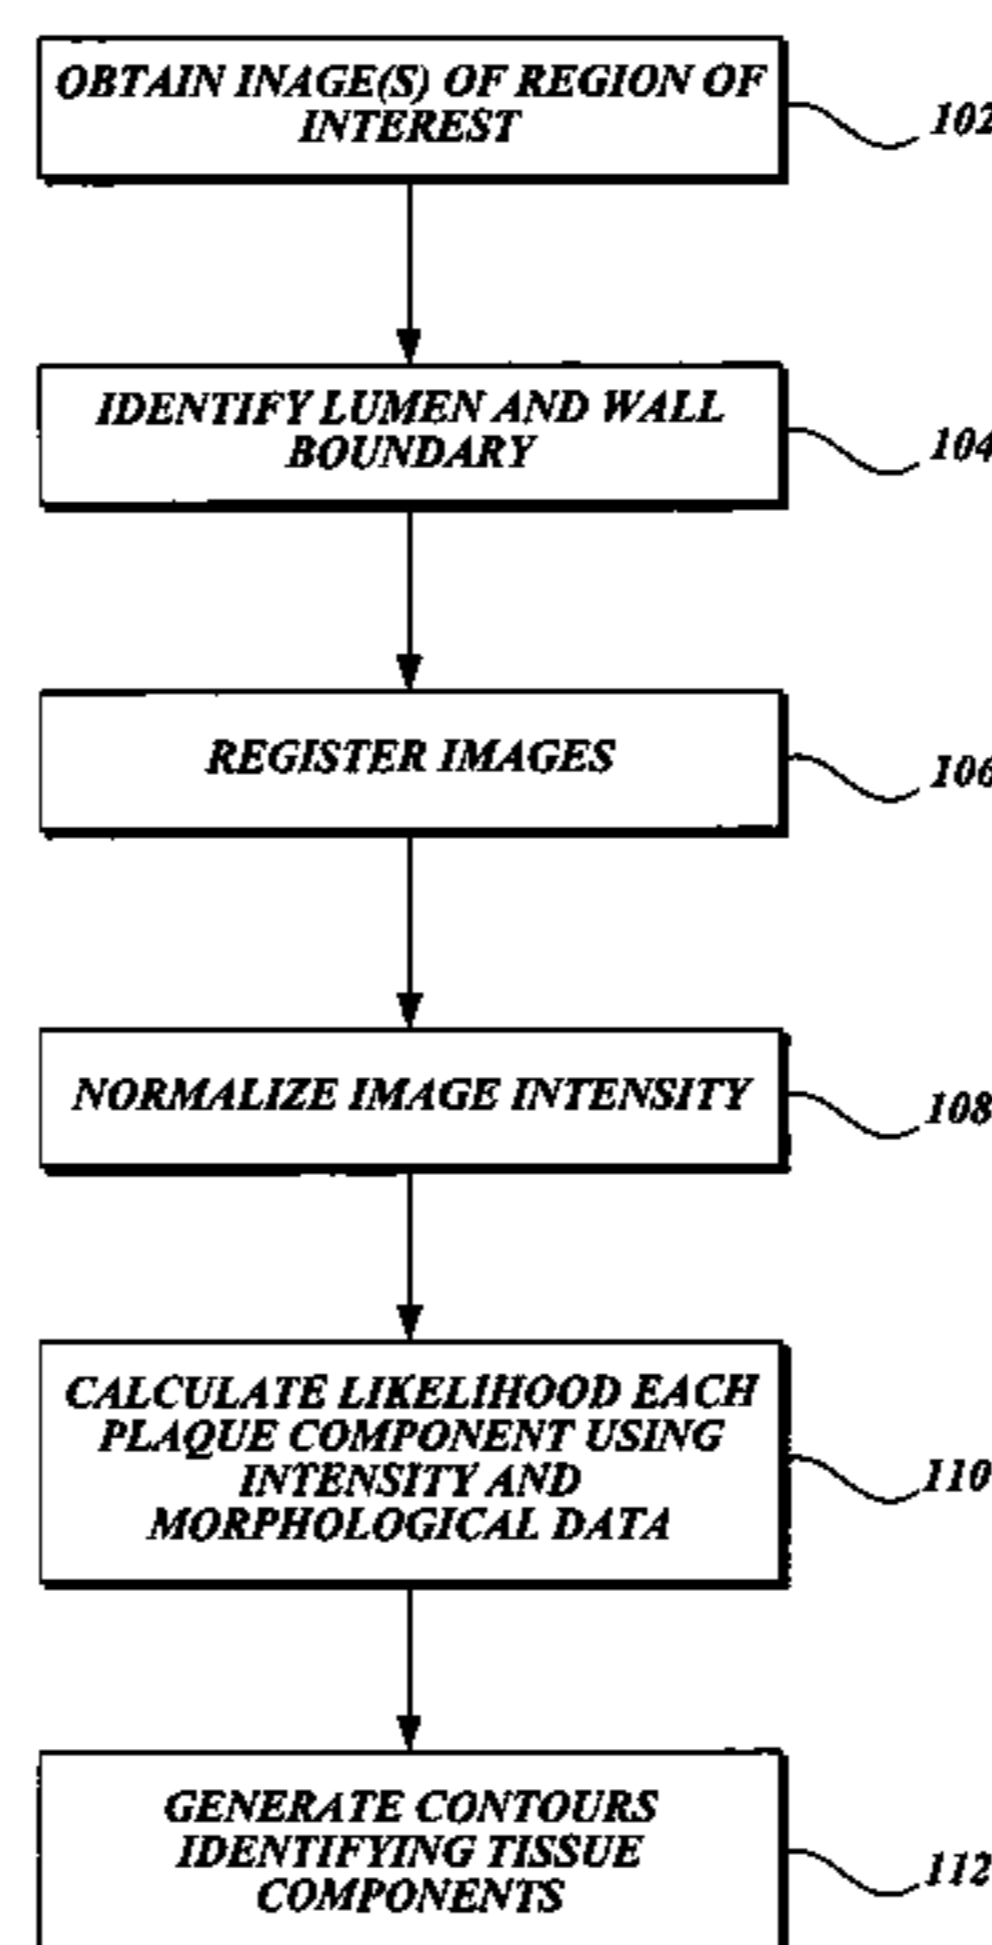 OBTAIN INAGE(S) OF REGION OF
INTEREST
102
IDENTIFY LUMEN AND WALL
BOUNDARY
104
REGISTER IMAGES
106
NORMALIZE IMAGE INTENSITY
108
CALCULATE LIKELIHOOD EACH
PLAQUE COMPONENT USING
INTENSITY AND
MORPHOLOGICAL DATA
110
GENERATE CONTOURS
IDENTIFYING TISSUE
COMPONENTS
112